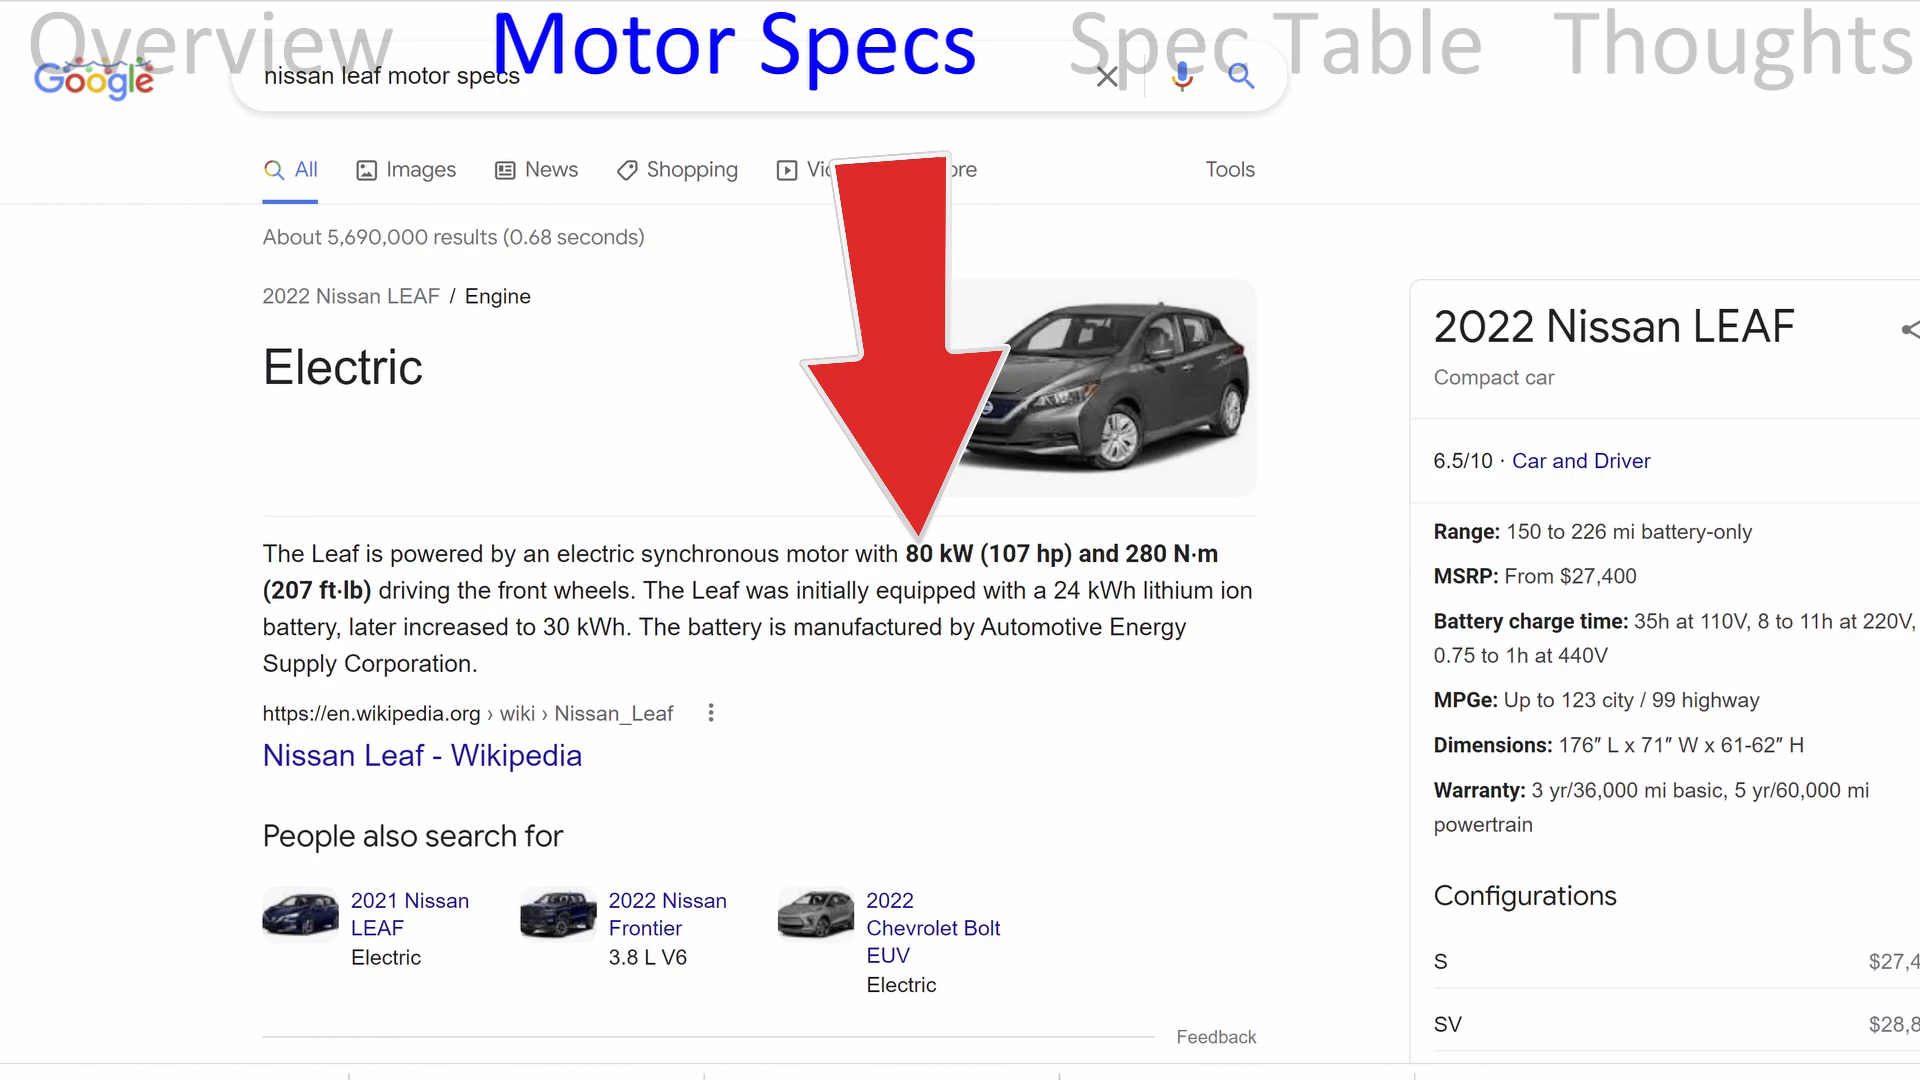 Overview Motor Specs Spec Table Thoughts
Google
nissan leaf motor specs
All Images News Shopping
Tools
About 5,690,000 results (0.68 seconds)
2022 Nissan LEAF / Engine
Electric
The Leaf is powered by an electric synchronous motor with 80 kW (107 hp) and 280 N·m
(207 ft·lb) driving the front wheels. The Leaf was initially equipped with a 24 kWh lithium ion
battery, later increased to 30 kWh. The battery is manufactured by Automotive Energy
Supply Corporation.
https://en.wikipedia.org › wiki › Nissan_Leaf
Nissan Leaf - Wikipedia
People also search for
2021 Nissan
LEAF
Electric
2022 Nissan
Frontier
3.8 L V6
2022
Chevrolet Bolt
EUV
Electric
Feedback
2022 Nissan LEAF
Compact car
6.5/10 · Car and Driver
Range: 150 to 226 mi battery-only
MSRP: From $27,400
Battery charge time: 35h at 110V, 8 to 11h at 220V,
0.75 to 1h at 440V
MPGe: Up to 123 city / 99 highway
Dimensions: 176″ L x 71″ W x 61-62″ H
Warranty: 3 yr/36,000 mi basic, 5 yr/60,000 mi
powertrain
Configurations
S $27,4
SV $28,8